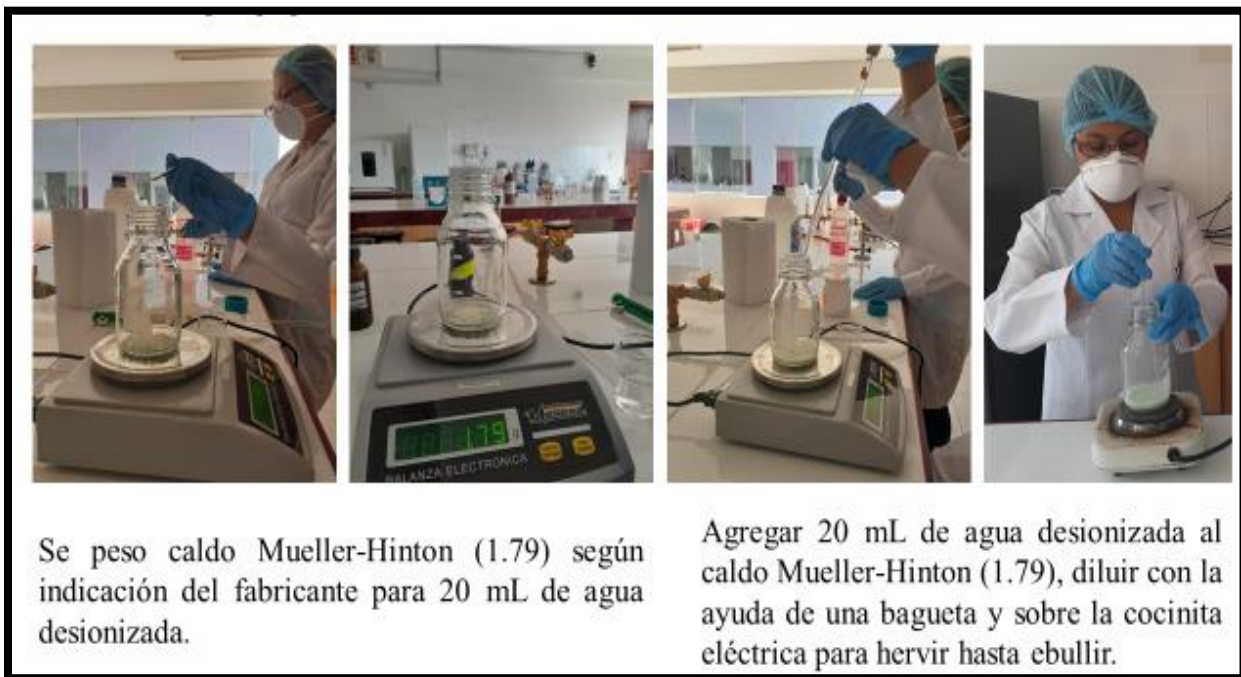 1.79 g
BALANZA ELECTRONICA
Se peso caldo Mueller-Hinton (1.79) según
indicación del fabricante para 20 mL de agua
desionizada.
Agregar 20 mL de agua desionizada al
caldo Mueller-Hinton (1.79), diluir con la
ayuda de una bagueta y sobre la cocinita
eléctrica para hervir hasta ebullir.